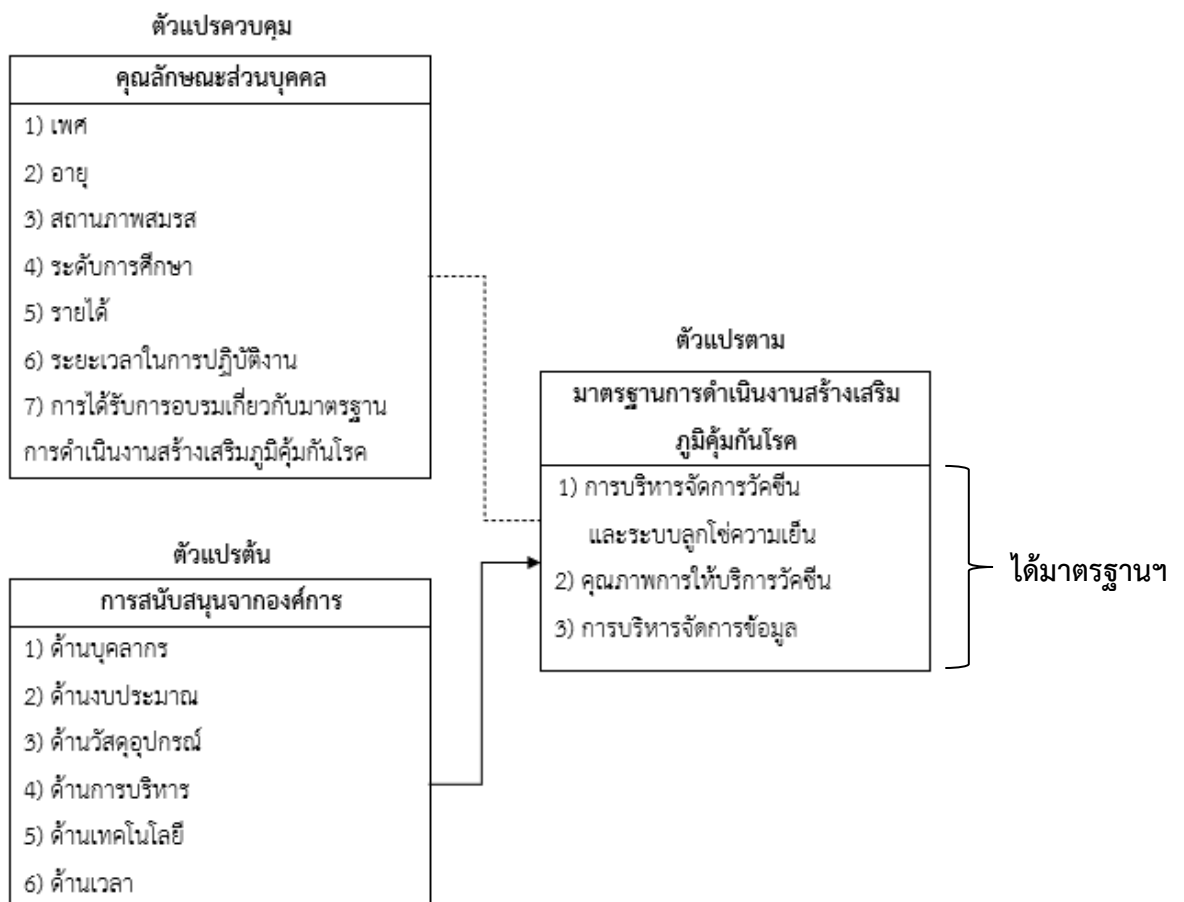 ตัวแปรควบคุม
คุณลักษณะส่วนบุคคล
1) เพศ
2) อายุ
3) สถานภาพสมรส
4) ระดับการศึกษา
5) รายได้
6) ระยะเวลาในการปฏิบัติงาน
7) การได้รับการอบรมเกี่ยวกับมาตรฐาน
การดำเนินงานสร้างเสริมภูมิคุ้มกันโรค
ตัวแปรต้น
การสนับสนุนจากองค์การ
1) ด้านบุคลากร
2) ด้านงบประมาณ
3) ด้านวัสดุอุปกรณ์
4) ด้านการบริหาร
5) ด้านเทคโนโลยี
6) ด้านเวลา
ตัวแปรตาม
มาตรฐานการดำเนินงานสร้างเสริม
ภูมิคุ้มกันโรค
1) การบริหารจัดการวัคซีน
และระบบลูกโซ่ความเย็น
2) คุณภาพการให้บริการวัคซีน
3) การบริหารจัดการข้อมูล
ได้มาตรฐานฯ